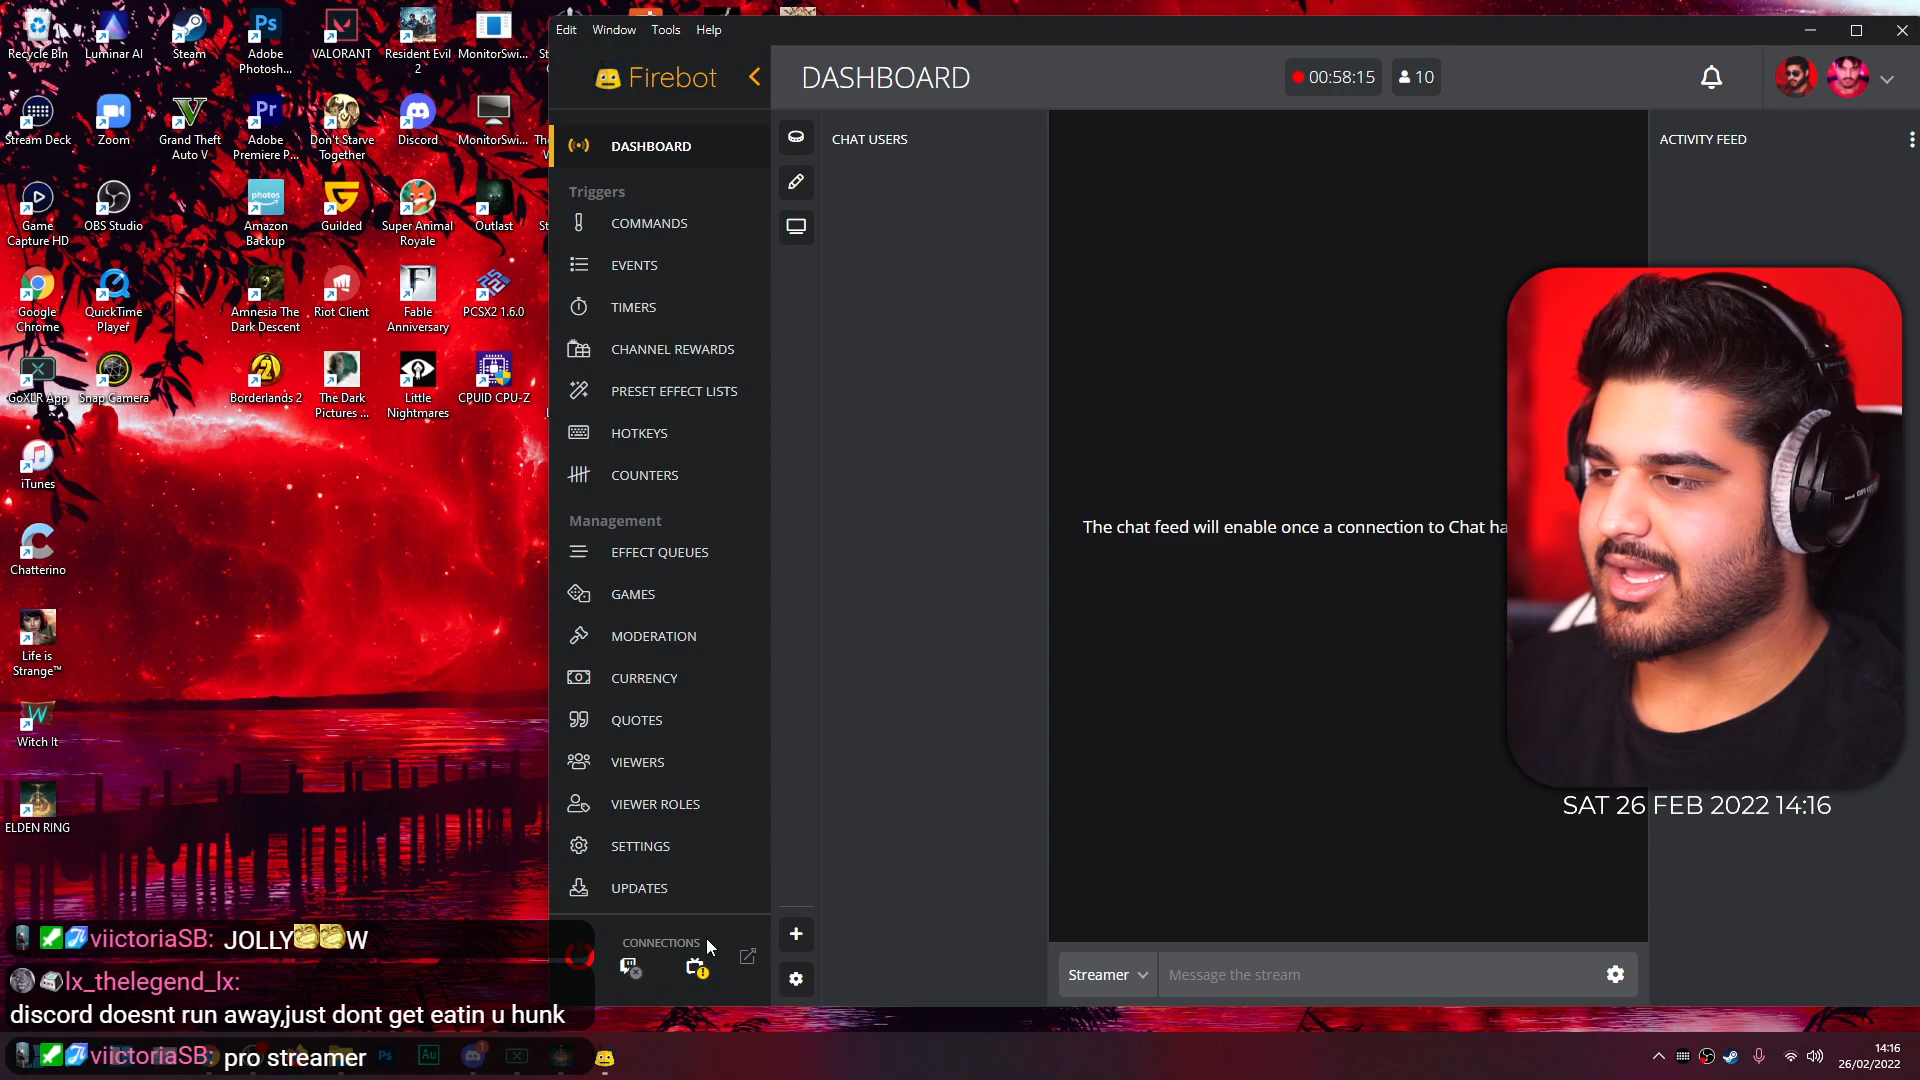 Edit Window Tools Help
Firebot
DASHBOARD
00:58:15
10
DASHBOARD
Triggers
COMMANDS
EVENTS
TIMERS
CHANNEL REWARDS
PRESET EFFECT LISTS
HOTKEYS
COUNTERS
Management
EFFECT QUEUES
GAMES
MODERATION
CURRENCY
QUOTES
VIEWERS
VIEWER ROLES
SETTINGS
UPDATES
CONNECTIONS
CHAT USERS
The chat feed will enable once a connection to Chat ha
Streamer
Message the stream
ACTIVITY FEED
SAT 26 FEB 2022 14:16
Recycle Bin
Luminar AI
Steam
Adobe
Photosh...
VALORANT
Resident Evil
2
MonitorSwi...
Stream Deck
Zoom
Grand Theft
Auto V
Adobe
Premiere P...
Don't Starve
Together
Discord
MonitorSwi...
Game
Capture HD
OBS Studio
Amazon
Backup
Guilded
Super Animal
Royale
Outlast
Google
Chrome
QuickTime
Player
Amnesia The
Dark Descent
Riot Client
Fable
Anniversary
PCSX2 1.6.0
GoXLR App
Snap Camera
Borderlands 2
The Dark
Pictures ...
Little
Nightmares
CPUID CPU-Z
iTunes
Chatterino
Life is
Strange™
Witch It
ELDEN RING
viictoriaSB: JOLLY W
lx_thelegend_lx:
discord doesnt run away,just dont get eatin u hunk
viictoriaSB: pro streamer
14:16
26/02/2022